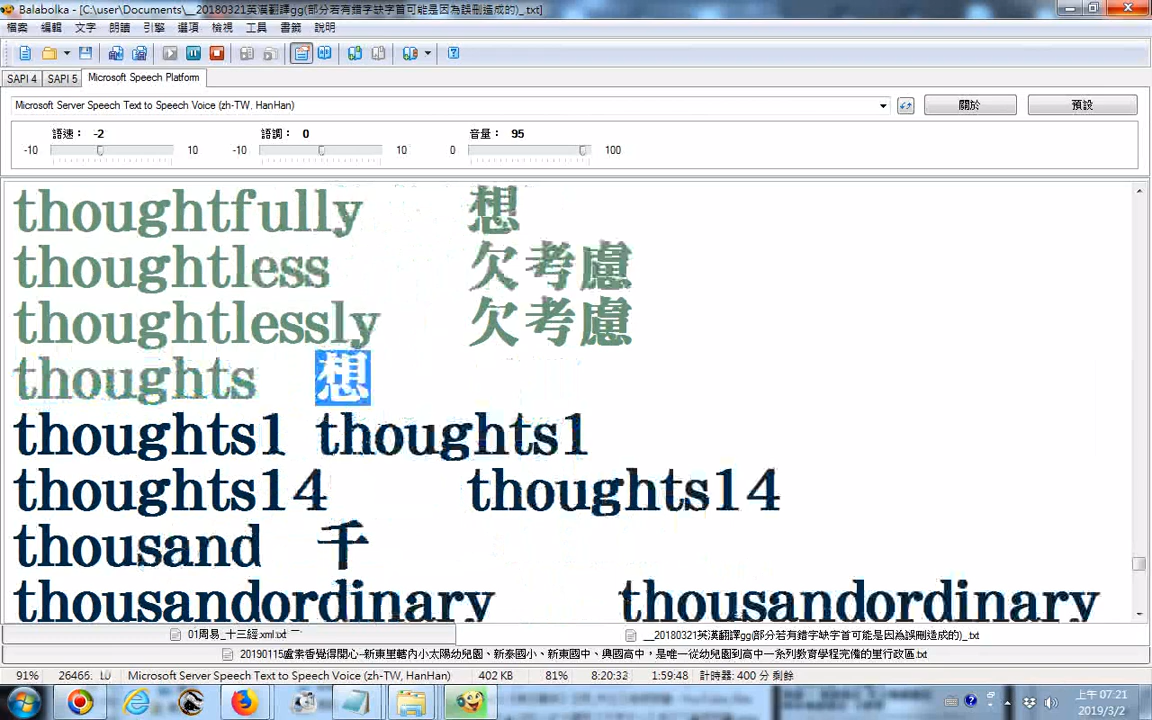 Balabolka - [C:\user\Documents\__20180321英漢翻譯gg(部分若有錯字缺字首可能是因為誤刪造成的)_.txt]
檔案 編輯 文字 朗讀 引擎 選項 檢視 工具 書籤 說明
SAPI 4 SAPI 5 Microsoft Speech Platform
Microsoft Server Speech Text to Speech Voice (zh-TW, HanHan) 關於 預設
語速： -2 語調： 0 音量： 95
-10 10 -10 10 0 100
thoughtfully 想
thoughtless 欠考慮
thoughtlessly 欠考慮
thoughts 想
thoughts1 thoughts1
thoughts14 thoughts14
thousand 千
thousandordinary thousandordinary
01周易_十三經.xml.txt __20180321英漢翻譯gg(部分若有錯字缺字首可能是因為誤刪造成的)_.txt
20190115盧素香覺得開心--新東里轄內小太陽幼兒園、新泰國小、新東國中、興國高中，是唯一從幼兒園到高中一系列教育學程完備的里行政區.txt
91% 26466: 10 Microsoft Server Speech Text to Speech Voice (zh-TW, HanHan) 402 KB 81% 8:20:33 1:59:48 計時器: 400 分 剩餘
上午 07:21
2019/3/2